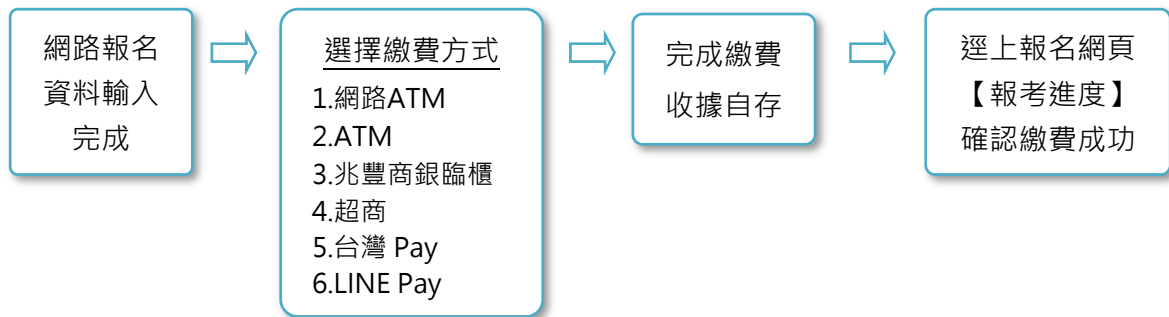 網路報名
資料輸入
完成
選擇繳費方式
1.網路ATM
2.ATM
3.兆豐商銀臨櫃
4.超商
5.台灣 Pay
6.LINE Pay
完成繳費
收據自存
逕上報名網頁
【報考進度】
確認繳費成功